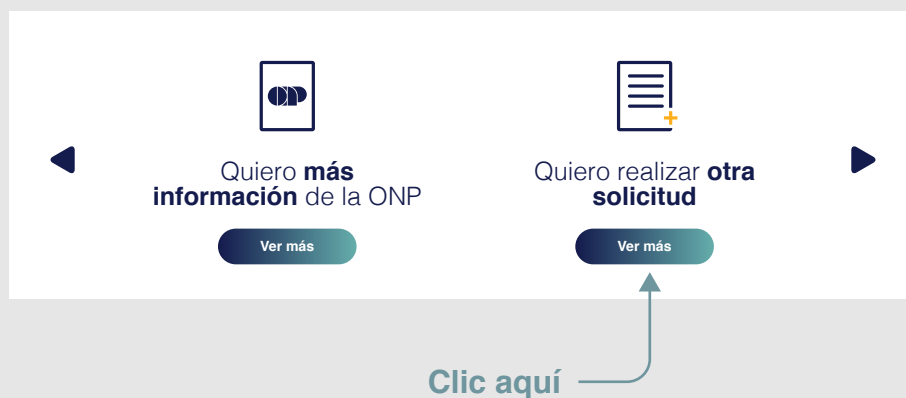 ONP
Quiero más
información de la ONP
Ver más
Quiero realizar otra
solicitud
Ver más
Clic aquí